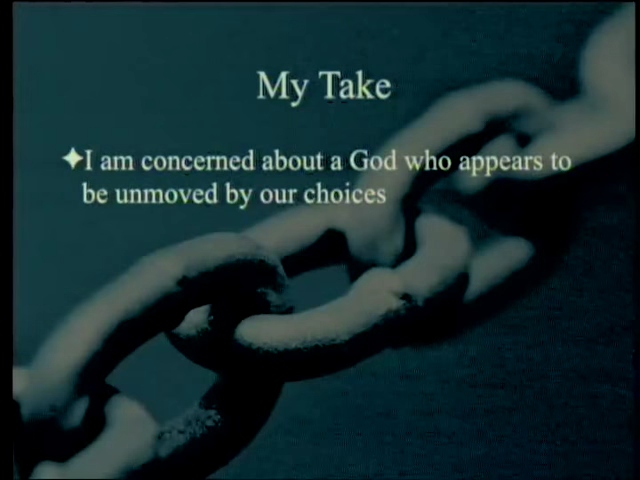 My Take
✦I am concerned about a God who appears to
be unmoved by our choices